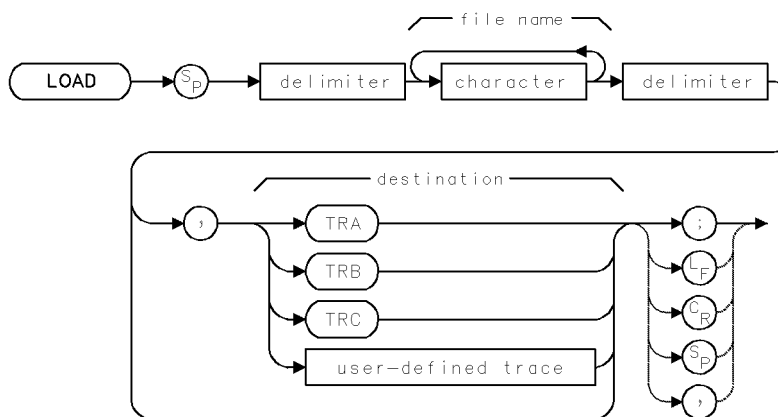 file name
LOAD SP delimiter character delimiter
destination
, TRA ;
TRB LF
TRC CR
user-defined trace SP
,